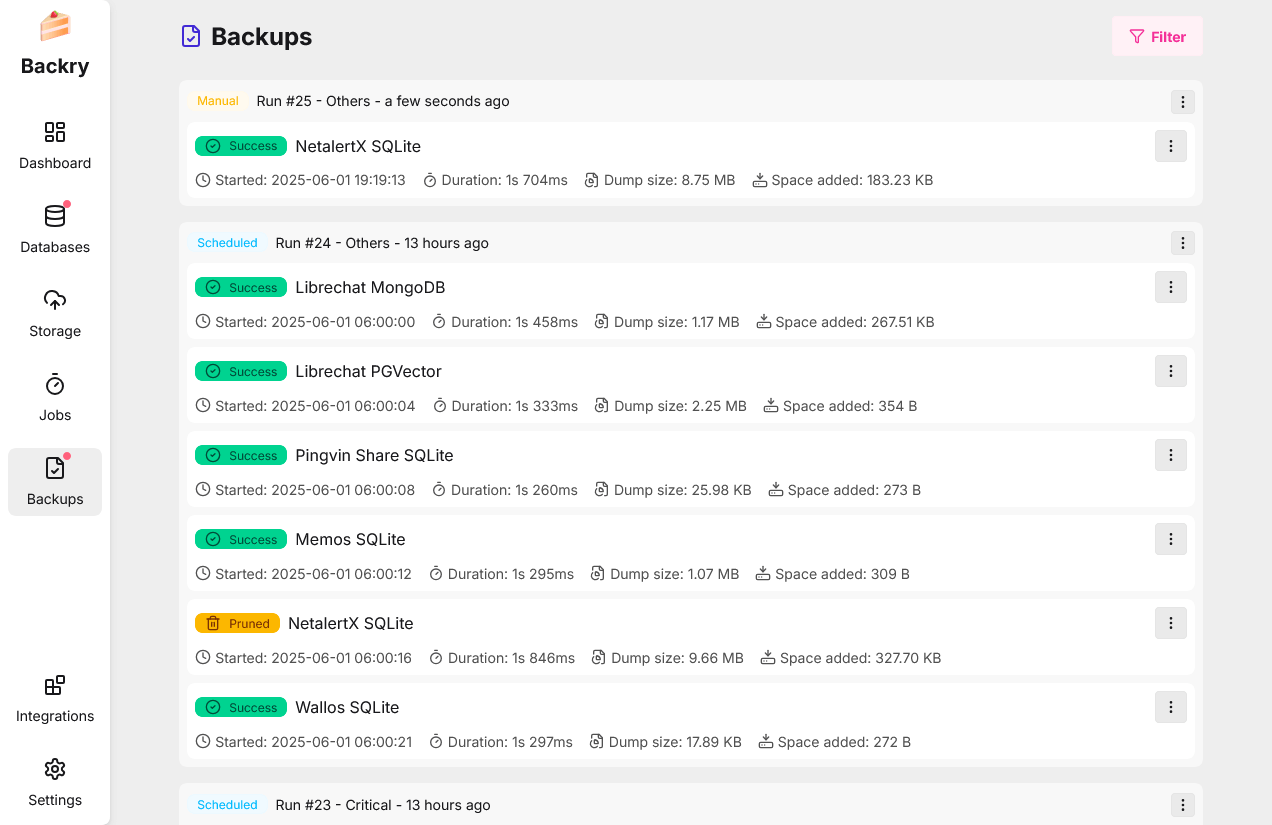 Backry
Dashboard
Databases
Storage
Jobs
Backups
Integrations
Settings
Backups
Filter
Manual Run #25 - Others - a few seconds ago
Success NetalertX SQLite
Started: 2025-06-01 19:19:13 Duration: 1s 704ms Dump size: 8.75 MB Space added: 183.23 KB
Scheduled Run #24 - Others - 13 hours ago
Success Librechat MongoDB
Started: 2025-06-01 06:00:00 Duration: 1s 458ms Dump size: 1.17 MB Space added: 267.51 KB
Success Librechat PGVector
Started: 2025-06-01 06:00:04 Duration: 1s 333ms Dump size: 2.25 MB Space added: 354 B
Success Pingvin Share SQLite
Started: 2025-06-01 06:00:08 Duration: 1s 260ms Dump size: 25.98 KB Space added: 273 B
Success Memos SQLite
Started: 2025-06-01 06:00:12 Duration: 1s 295ms Dump size: 1.07 MB Space added: 309 B
Pruned NetalertX SQLite
Started: 2025-06-01 06:00:16 Duration: 1s 846ms Dump size: 9.66 MB Space added: 327.70 KB
Success Wallos SQLite
Started: 2025-06-01 06:00:21 Duration: 1s 297ms Dump size: 17.89 KB Space added: 272 B
Scheduled Run #23 - Critical - 13 hours ago